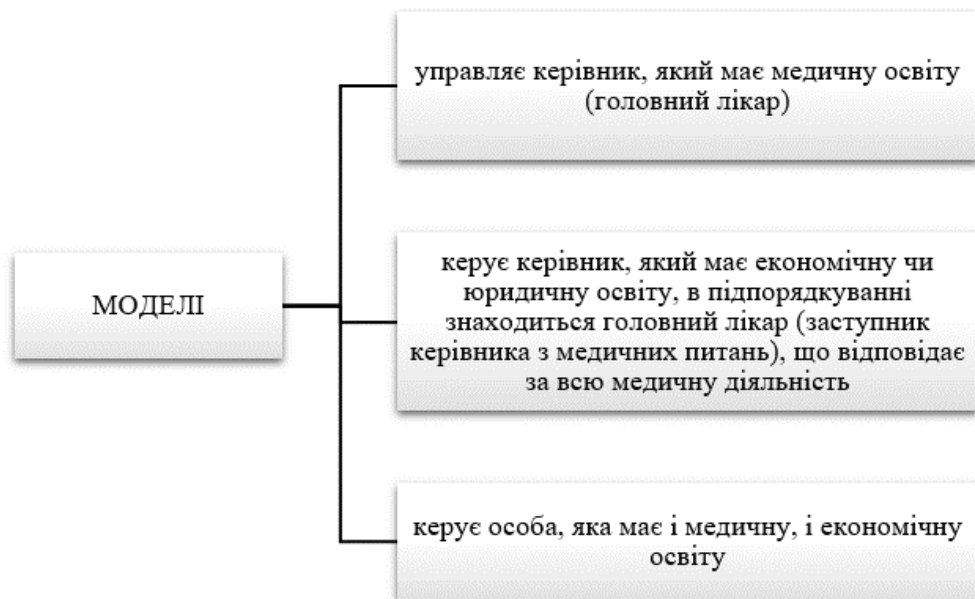 управляє керівник, який має медичну освіту
(головний лікар)
МОДЕЛІ
керує керівник, який має економічну чи
юридичну освіту, в підпорядкуванні
знаходиться головний лікар (заступник
керівника з медичних питань), що відповідає
за всю медичну діяльність
керує особа, яка має і медичну, і економічну
освіту